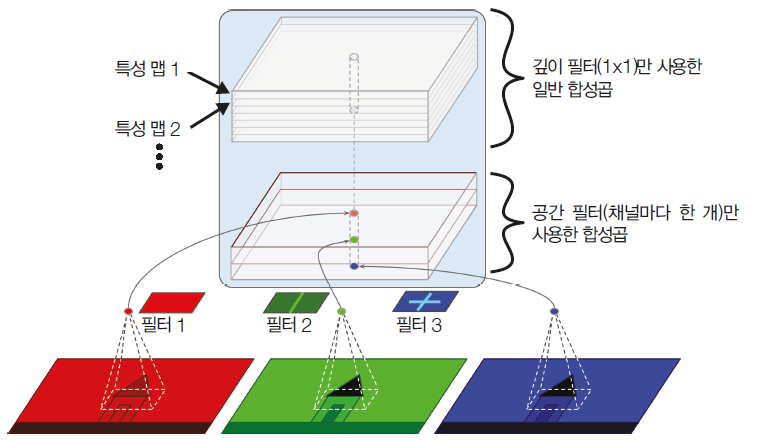 특성 맵 1
특성 맵 2
깊이 필터(1x1)만 사용한
일반 합성곱
공간 필터(채널마다 한 개)만
사용한 합성곱
필터 1
필터 2
필터 3